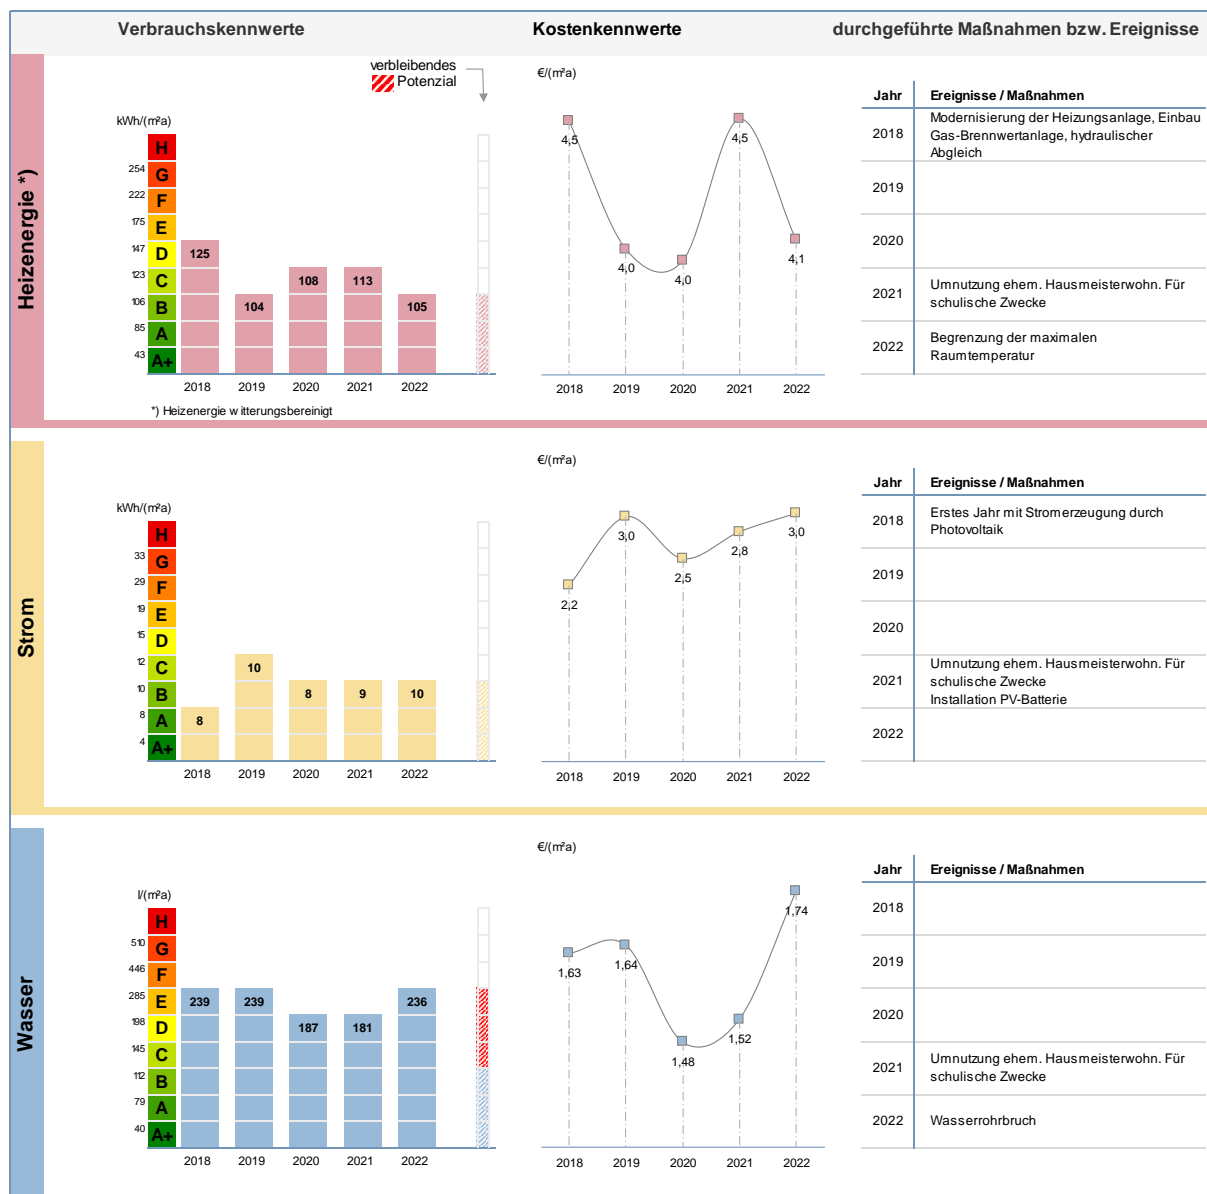 Verbrauchskennwerte
Kostenkennwerte
durchgeführte Maßnahmen bzw. Ereignisse
Heizenergie *)
verbleibendes
Potenzial
kWh/(m²a)
H
254
G
222
F
175
E
147
D
123
C
106
B
85
A
43
A+
125
104
108
113
105
2018 2019 2020 2021 2022
*) Heizenergie witterungsbereinigt
€/(m²a)
4,5
4,0
4,0
4,5
4,1
2018 2019 2020 2021 2022
Jahr Ereignisse / Maßnahmen
2018 Modernisierung der Heizungsanlage, Einbau
Gas-Brennwertanlage, hydraulischer
Abgleich
2019
2020
2021 Umnutzung ehem. Hausmeisterwohn. Für
schulische Zwecke
2022 Begrenzung der maximalen
Raumtemperatur
Strom
kWh/(m²a)
H
33
G
29
F
19
E
15
D
12
C
10
B
8
A
4
A+
8
10
8
9
10
2018 2019 2020 2021 2022
€/(m²a)
2,2
3,0
2,5
2,8
3,0
2018 2019 2020 2021 2022
Jahr Ereignisse / Maßnahmen
2018 Erstes Jahr mit Stromerzeugung durch
Photovoltaik
2019
2020
2021 Umnutzung ehem. Hausmeisterwohn. Für
schulische Zwecke
Installation PV-Batterie
2022
Wasser
l/(m²a)
H
510
G
446
F
285
E
198
D
145
C
112
B
79
A
40
A+
239
239
187
181
236
2018 2019 2020 2021 2022
€/(m²a)
1,63
1,64
1,48
1,52
1,74
2018 2019 2020 2021 2022
Jahr Ereignisse / Maßnahmen
2018
2019
2020
2021 Umnutzung ehem. Hausmeisterwohn. Für
schulische Zwecke
2022 Wasserrohrbruch